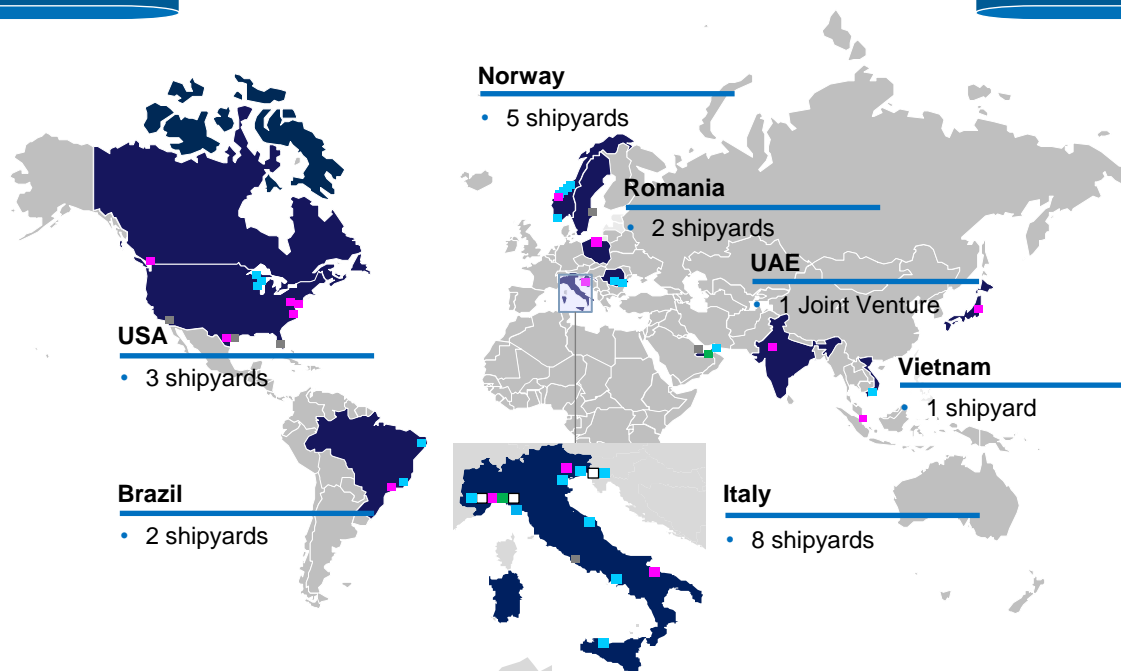 Norway
• 5 shipyards
Romania
• 2 shipyards
UAE
• 1 Joint Venture
USA
• 3 shipyards
Vietnam
• 1 shipyard
Brazil
• 2 shipyards
Italy
• 8 shipyards